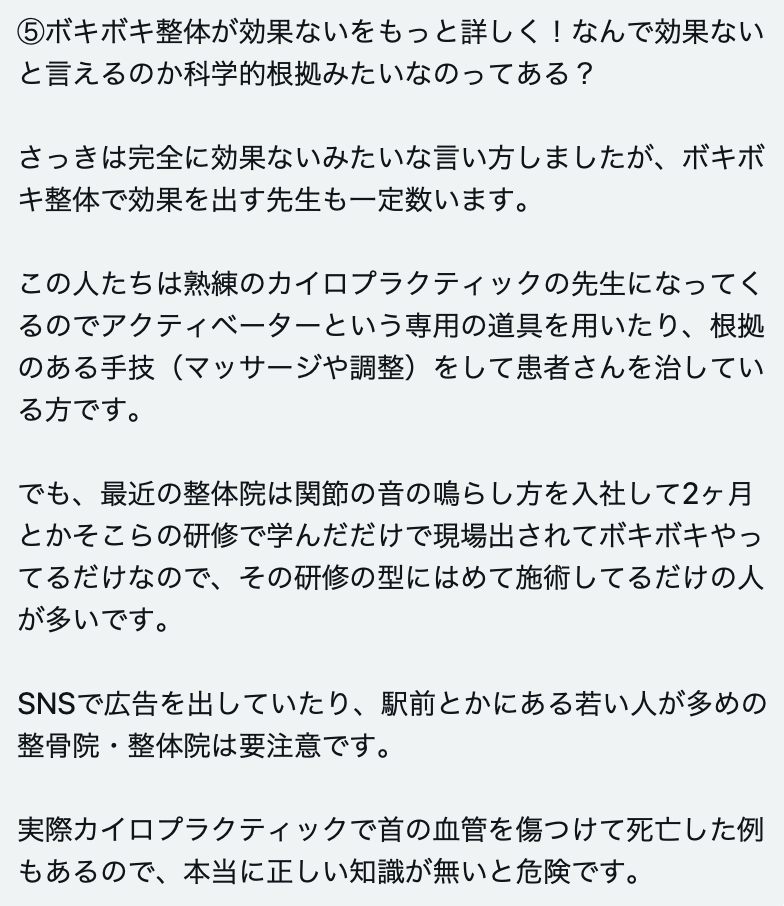 ⑤ボキボキ整体が効果ないをもっと詳しく！なんで効果ない
と言えるのか科学的根拠みたいなのってある？
さっきは完全に効果ないみたいな言い方しましたが、ボキボ
キ整体で効果を出す先生も一定数います。
この人たちは熟練のカイロプラクティックの先生になってく
るのでアクティベーターという専用の道具を用いたり、根拠
のある手技（マッサージや調整）をして患者さんを治してい
る方です。
でも、最近の整体院は関節の音の鳴らし方を入社して2ヶ月
とかそこらの研修で学んだだけで現場出されてボキボキやっ
てるだけなので、その研修の型にはめて施術してるだけの人
が多いです。
SNSで広告を出していたり、駅前とかにある若い人が多めの
整骨院・整体院は要注意です。
実際カイロプラクティックで首の血管を傷つけて死亡した例
もあるので、本当に正しい知識が無いと危険です。